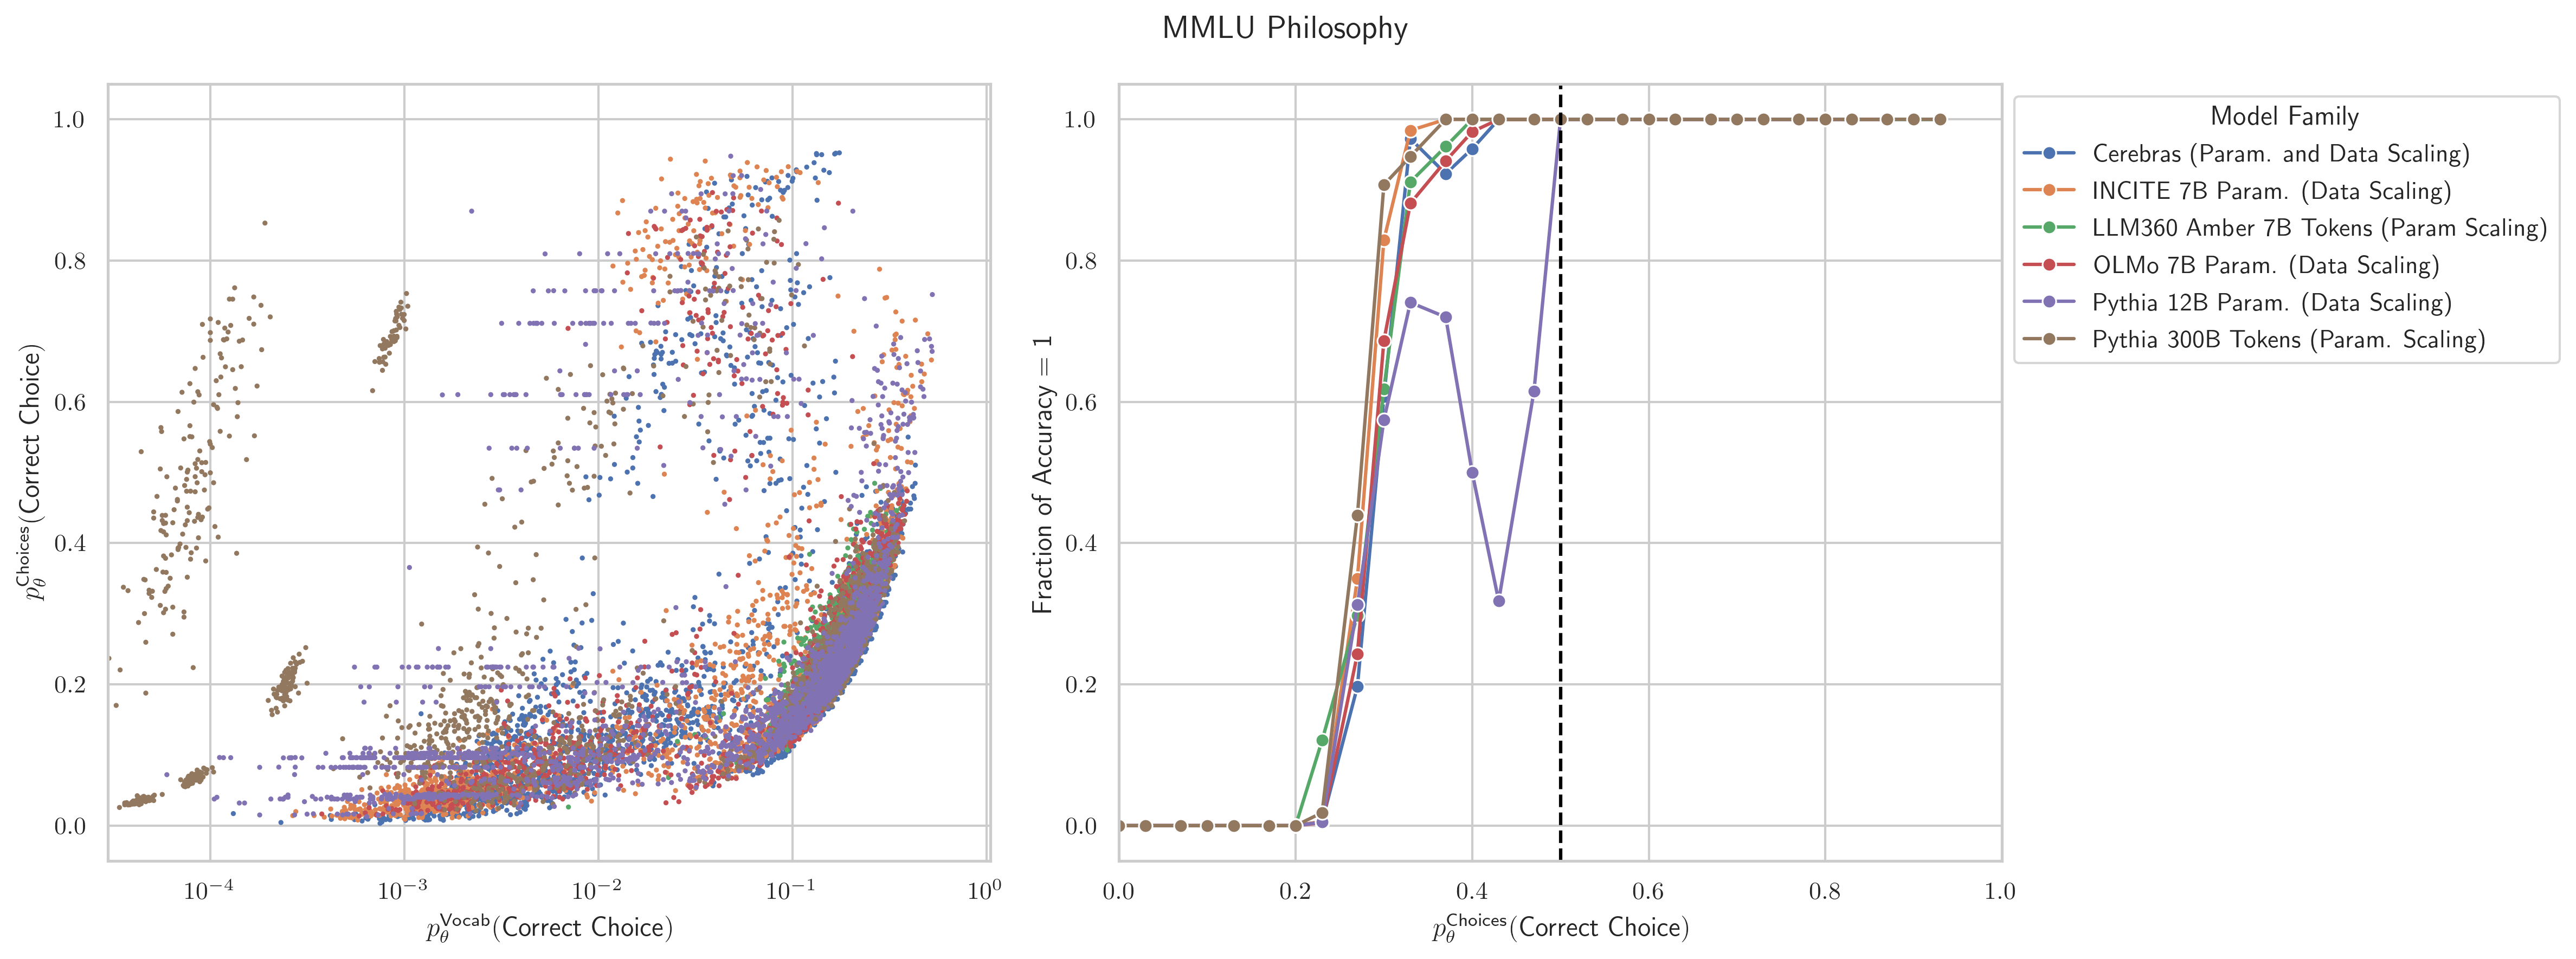 MMLU Philosophy
1.0
0.8
0.6
0.4
0.2
0.0
p_θ^Choices(Correct Choice)
10^−4
10^−3
10^−2
10^−1
10^0
p_θ^Vocab(Correct Choice)
1.0
0.8
0.6
0.4
0.2
0.0
Fraction of Accuracy = 1
0.0
0.2
0.4
0.6
0.8
1.0
p_θ^Choices(Correct Choice)
Model Family
Cerebras (Param. and Data Scaling)
INCITE 7B Param. (Data Scaling)
LLM360 Amber 7B Tokens (Param Scaling)
OLMo 7B Param. (Data Scaling)
Pythia 12B Param. (Data Scaling)
Pythia 300B Tokens (Param. Scaling)